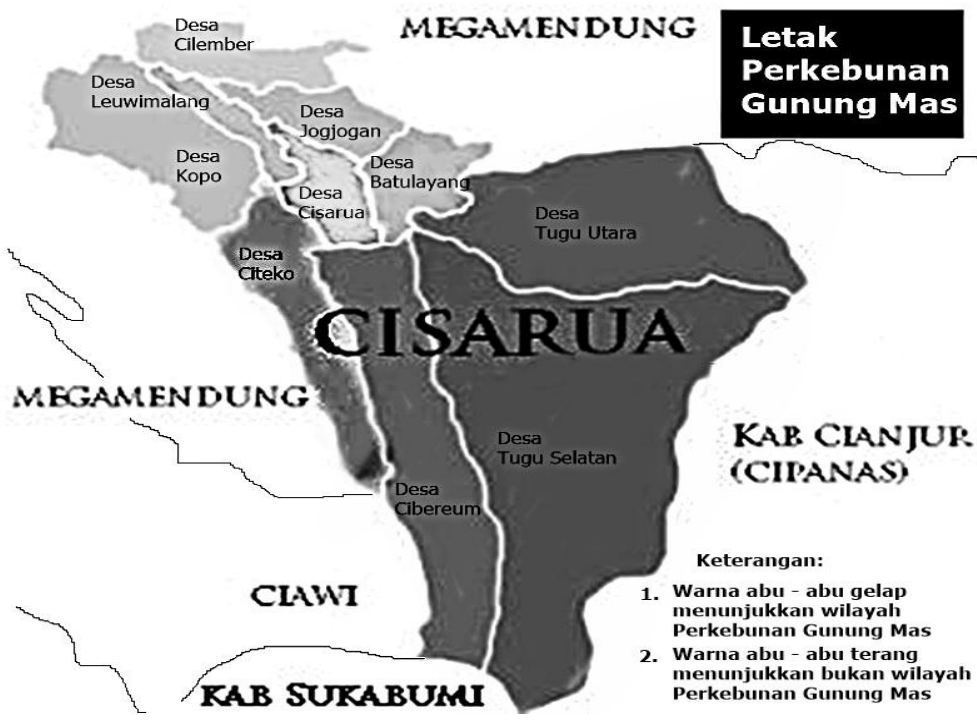 MEGAMENDUNG
Letak
Perkebunan
Gunung Mas
Desa
Cilember
Desa
Leuwimalang
Desa
Jogjogan
Desa
Kopo
Desa
Batulayang
Desa
Cisarua
Desa
Tugu Utara
Desa
Citeko
CISARUA
MEGAMENDUNG
Desa
Tugu Selatan
KAB CIANJUR
(CIPANAS)
Desa
Cibereum
CIAWI
KAB SUKABUMI
Keterangan:
1. Warna abu - abu gelap
menunjukkan wilayah
Perkebunan Gunung Mas
2. Warna abu - abu terang
menunjukkan bukan wilayah
Perkebunan Gunung Mas